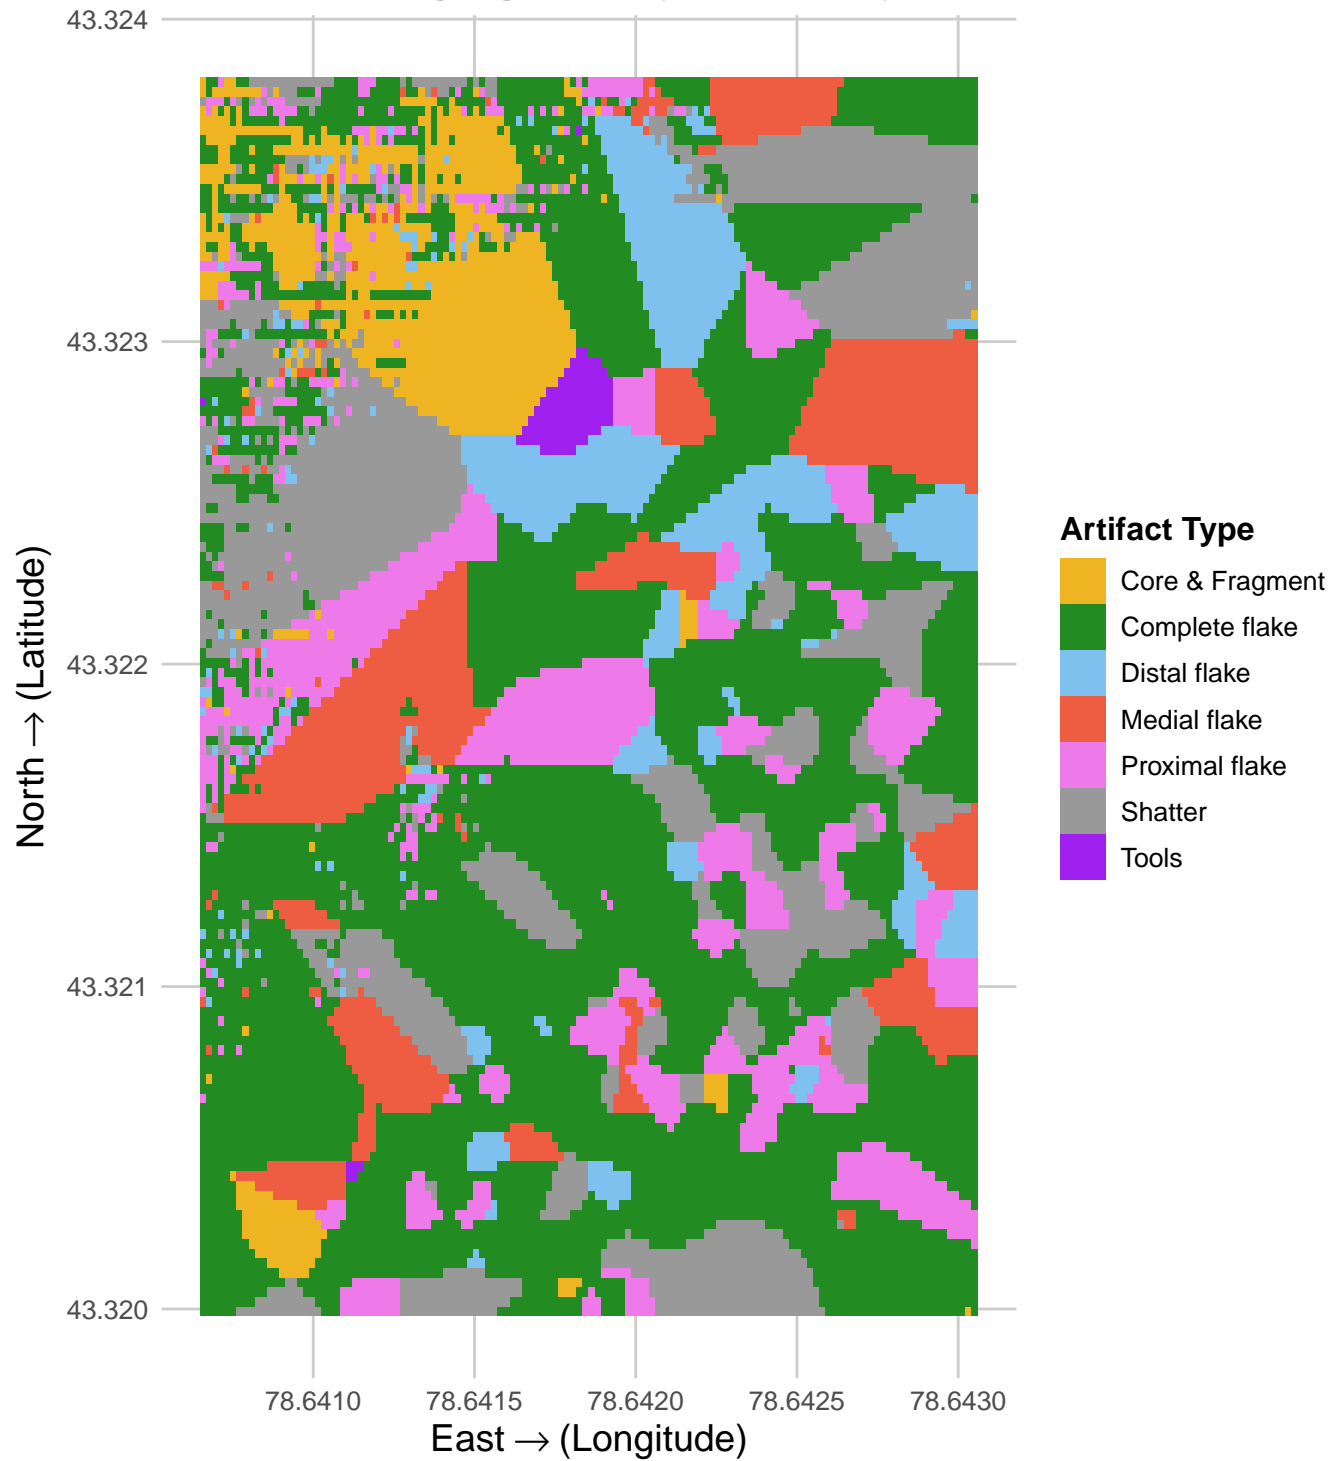 43.324
43.323
43.322
43.321
43.320
North → (Latitude)
78.6410 78.6415 78.6420 78.6425 78.6430
East → (Longitude)
Artifact Type
Core & Fragment
Complete flake
Distal flake
Medial flake
Proximal flake
Shatter
Tools